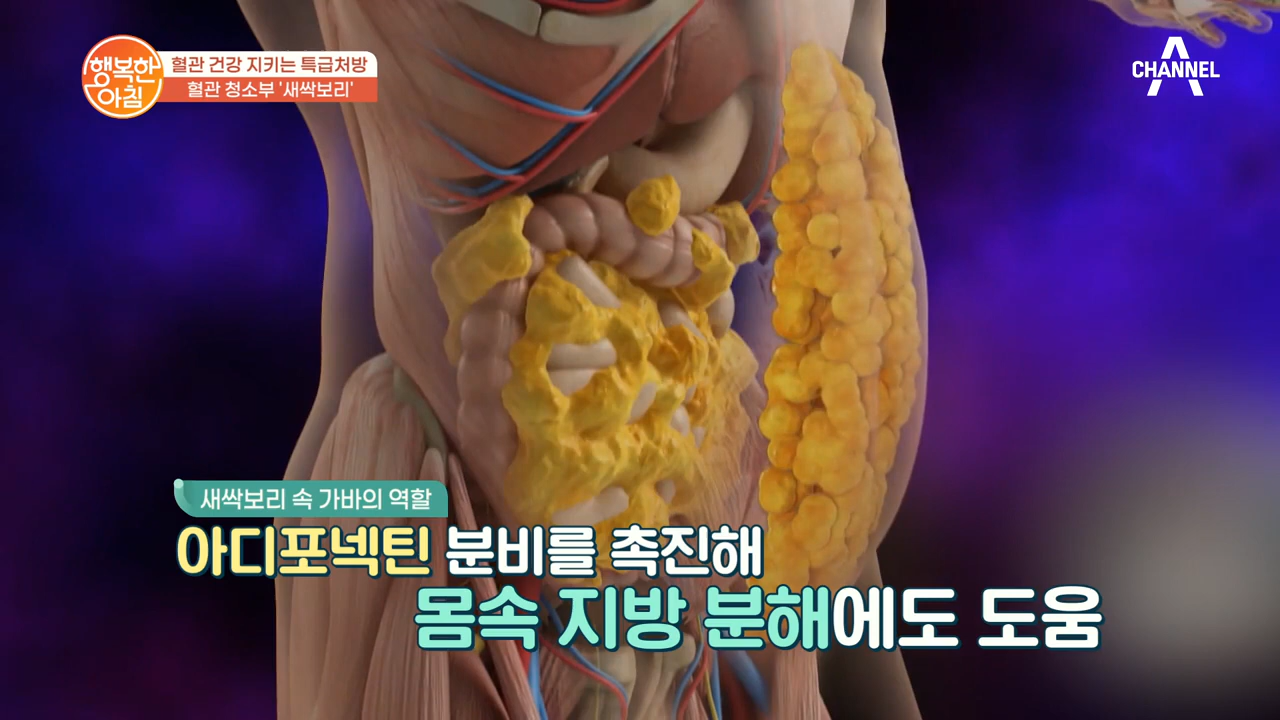 행복한
아침
혈관 건강 지키는 특급처방
혈관 청소부 '새싹보리'
CHANNEL A
새싹보리 속 가바의 역할
아디포넥틴 분비를 촉진해
몸속 지방 분해에도 도움